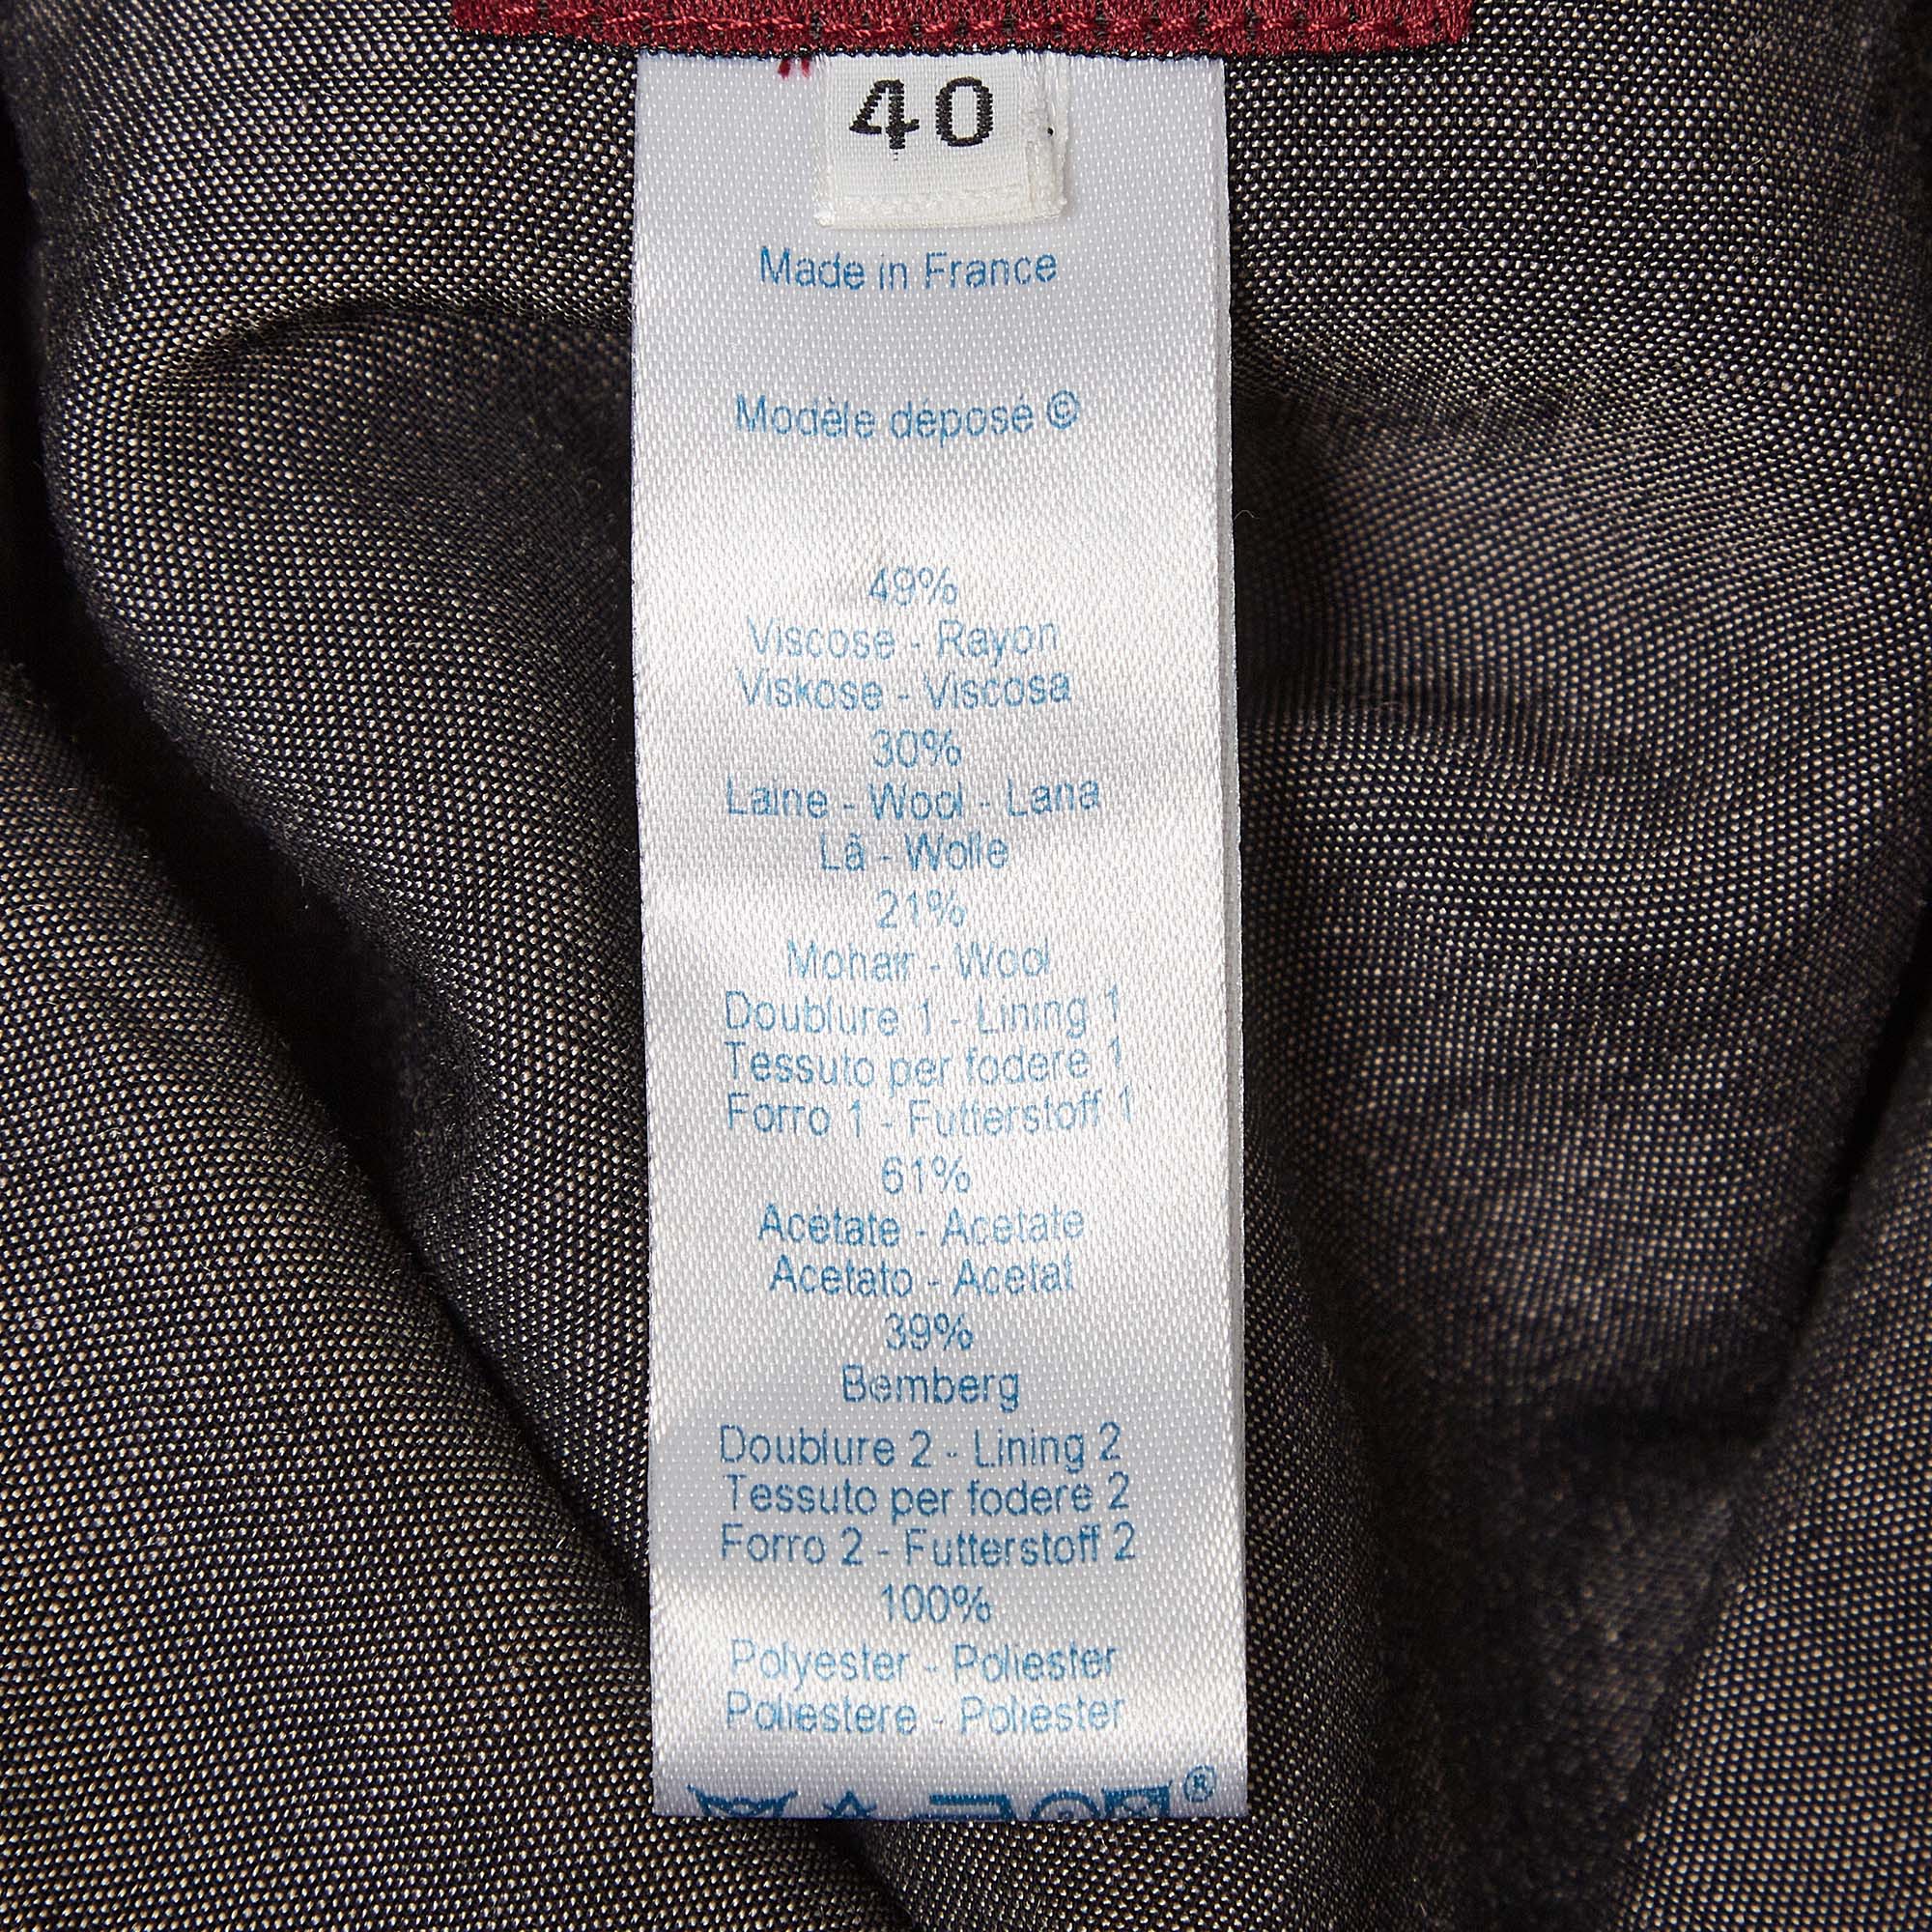 40
Made in France
Modèle déposé ©
49%
Viscose - Rayon
Viskose - Viscosa
30%
Laine - Wool - Lana
Lã - Wolle
21%
Mohair - Wool
Doublure 1 - Lining 1
Tessuto per fodere 1
Forro 1 - Futterstoff 1
61%
Acetate - Acetate
Acetato - Acetat
39%
Bemberg
Doublure 2 - Lining 2
Tessuto per fodere 2
Forro 2 - Futterstoff 2
100%
Polyester - Poliester
Poliestere - Poliester
®